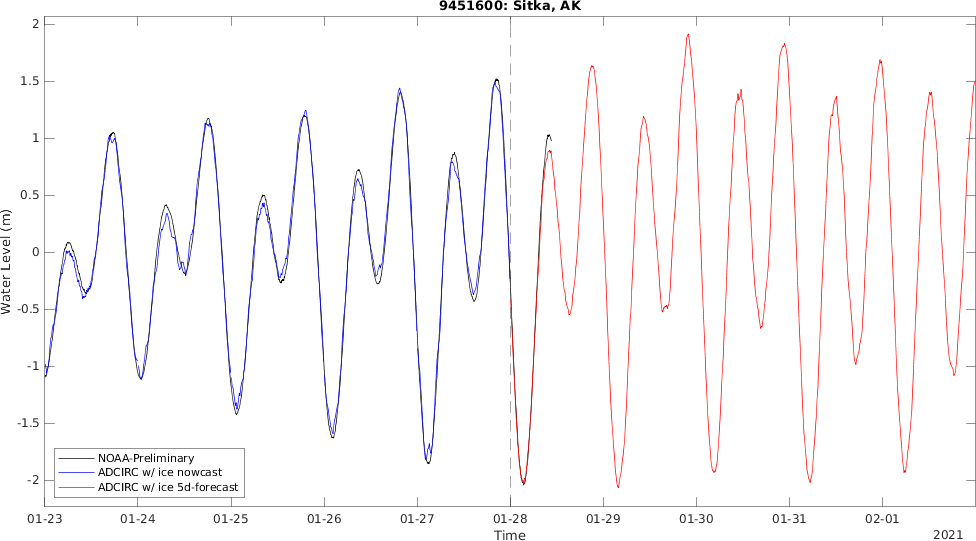 9451600: Sitka, AK
2
1.5
1
0.5
0
-0.5
-1
-1.5
-2
Water Level (m)
NOAA-Preliminary
ADCIRC w/ ice nowcast
ADCIRC w/ ice 5d-forecast
01-23 01-24 01-25 01-26 01-27 01-28 01-29 01-30 01-31 02-01
Time
2021